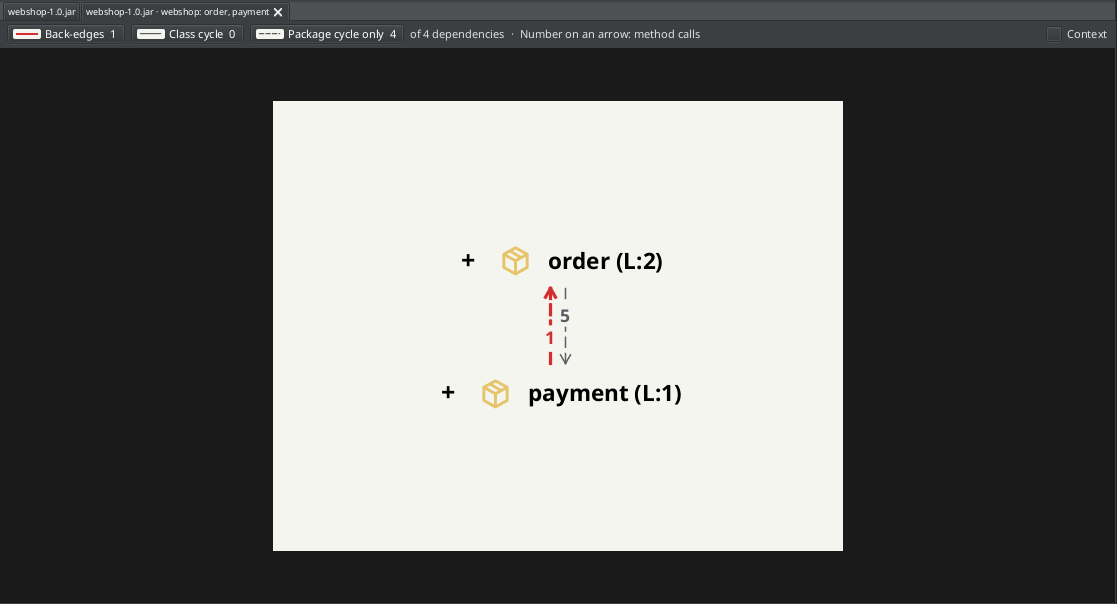 webshop-1.0.jar
webshop-1.0.jar · webshop: order, payment
Back-edges 1
Class cycle 0
Package cycle only 4
of 4 dependencies · Number on an arrow: method calls
Context
+ order (L:2)
5
1
+ payment (L:1)